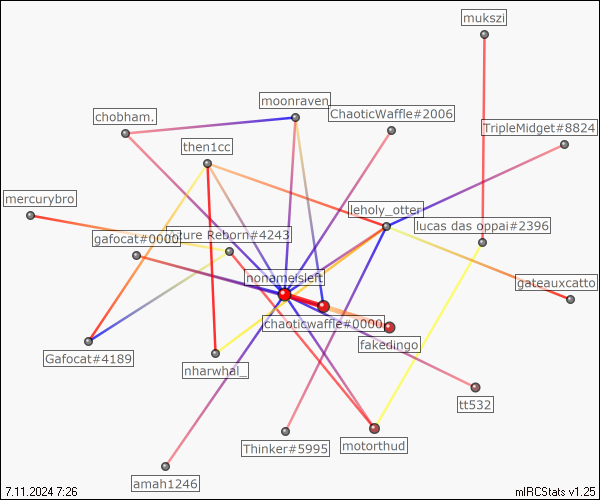 mukszi
moonraven
chobham.
ChaoticWaffle#2006
TripleMidget#8824
then1cc
mercurybro
leholy_otter
lucas das oppai#2396
gafocat#0000
ture Reborn#4243
nonameisleft
gateauxcatto
chaoticwaffle#0000
fakedingo
Gafocat#4189
nharwhal_
tt532
motorthud
Thinker#5995
amah1246
7.11.2024 7:26
mIRCStats v1.25